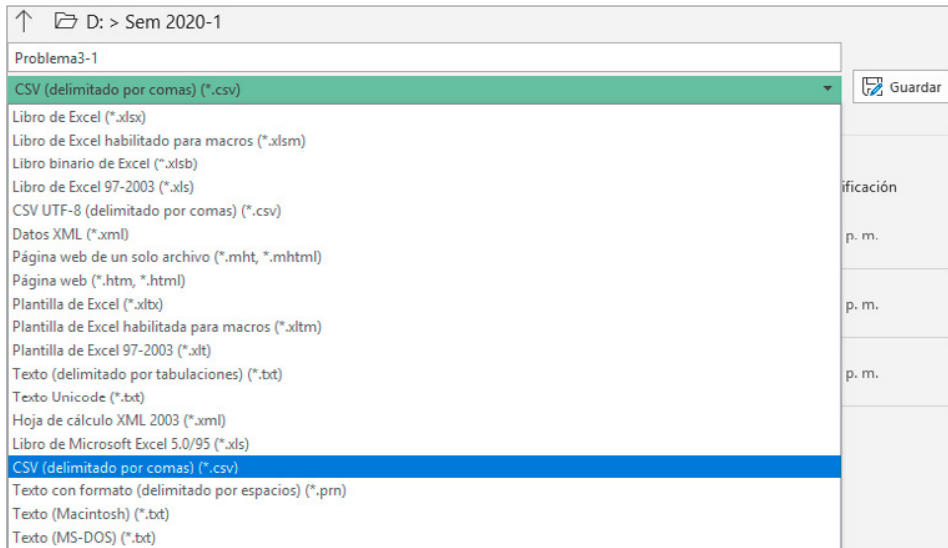 D: > Sem 2020-1
Problema3-1
CSV (delimitado por comas) (*.csv)
Guardar
Libro de Excel (*.xlsx)
Libro de Excel habilitado para macros (*.xlsm)
Libro binario de Excel (*.xlsb)
Libro de Excel 97-2003 (*.xls)
ificación
CSV UTF-8 (delimitado por comas) (*.csv)
Datos XML (*.xml)
p. m.
Página web de un solo archivo (*.mht, *.mhtml)
Página web (*.htm, *.html)
Plantilla de Excel (*.xltx)
p. m.
Plantilla de Excel habilitada para macros (*.xltm)
Plantilla de Excel 97-2003 (*.xlt)
Texto (delimitado por tabulaciones) (*.txt)
p. m.
Texto Unicode (*.txt)
Hoja de cálculo XML 2003 (*.xml)
Libro de Microsoft Excel 5.0/95 (*.xls)
CSV (delimitado por comas) (*.csv)
Texto con formato (delimitado por espacios) (*.prn)
Texto (Macintosh) (*.txt)
Texto (MS-DOS) (*.txt)